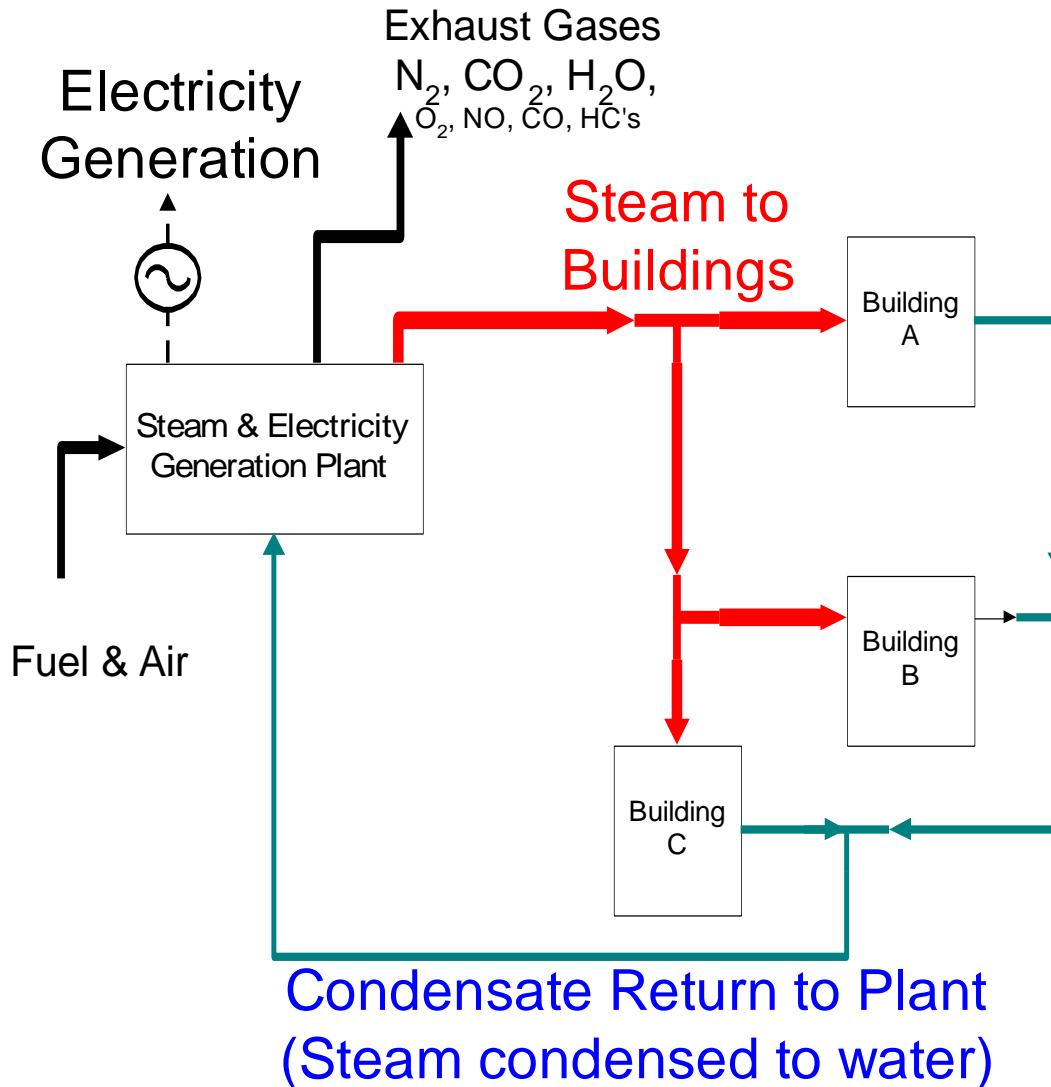 Exhaust Gases
N₂, CO₂, H₂O,
O₂, NO, CO, HC's
Electricity
Generation
Steam to
Buildings
Building
A
Steam & Electricity
Generation Plant
Fuel & Air
Building
B
Building
C
Condensate Return to Plant
(Steam condensed to water)